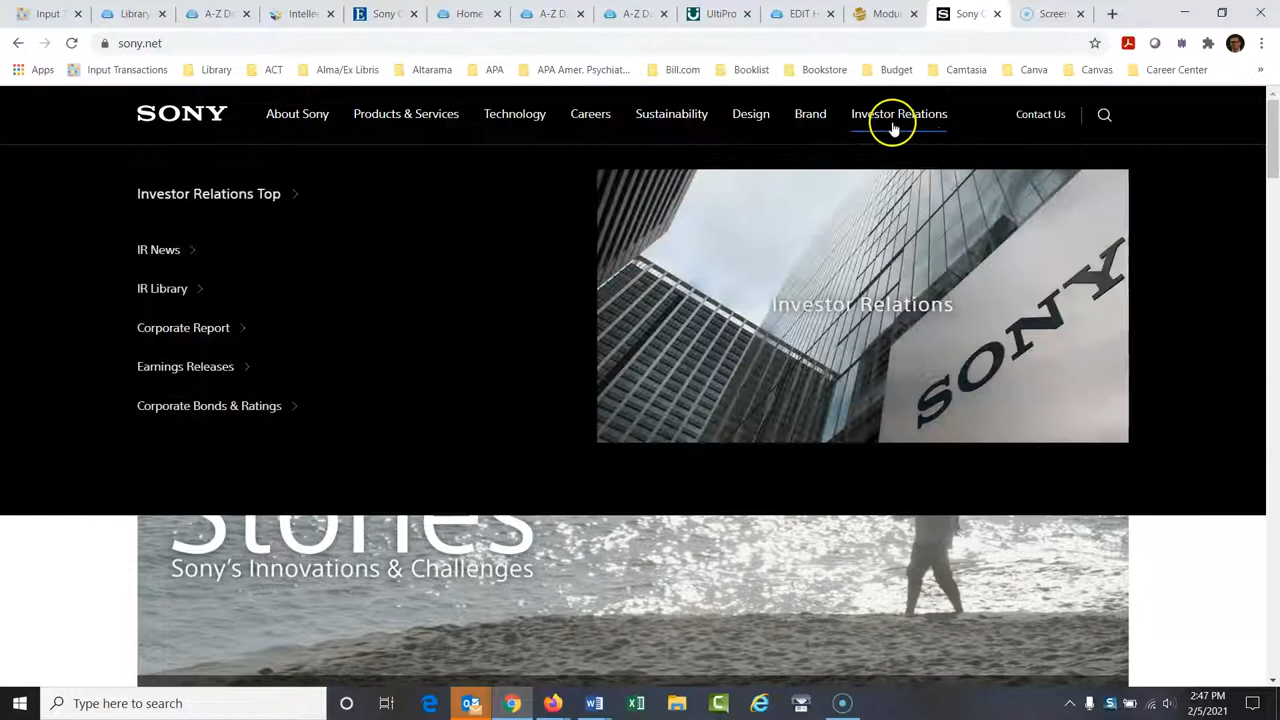 Input T
Library
A-Z D
Intelle
Sony C
Home
A-Z D
A-Z D
UltiPro
EDIT H
Modul
Sony C
Screen
sony.net
Apps
Input Transactions
Library
ACT
Alma/Ex Libris
Altarama
APA
APA Amer. Psychiat...
Bill.com
Booklist
Bookstore
Budget
Camtasia
Canva
Canvas
Career Center
»
SONY
About Sony
Products & Services
Technology
Careers
Sustainability
Design
Brand
Investor Relations
Contact Us
Investor Relations Top
IR News
IR Library
Corporate Report
Earnings Releases
Corporate Bonds & Ratings
Investor Relations
SONY
Stories
Sony's Innovations & Challenges
Type here to search
2:47 PM
2/5/2021